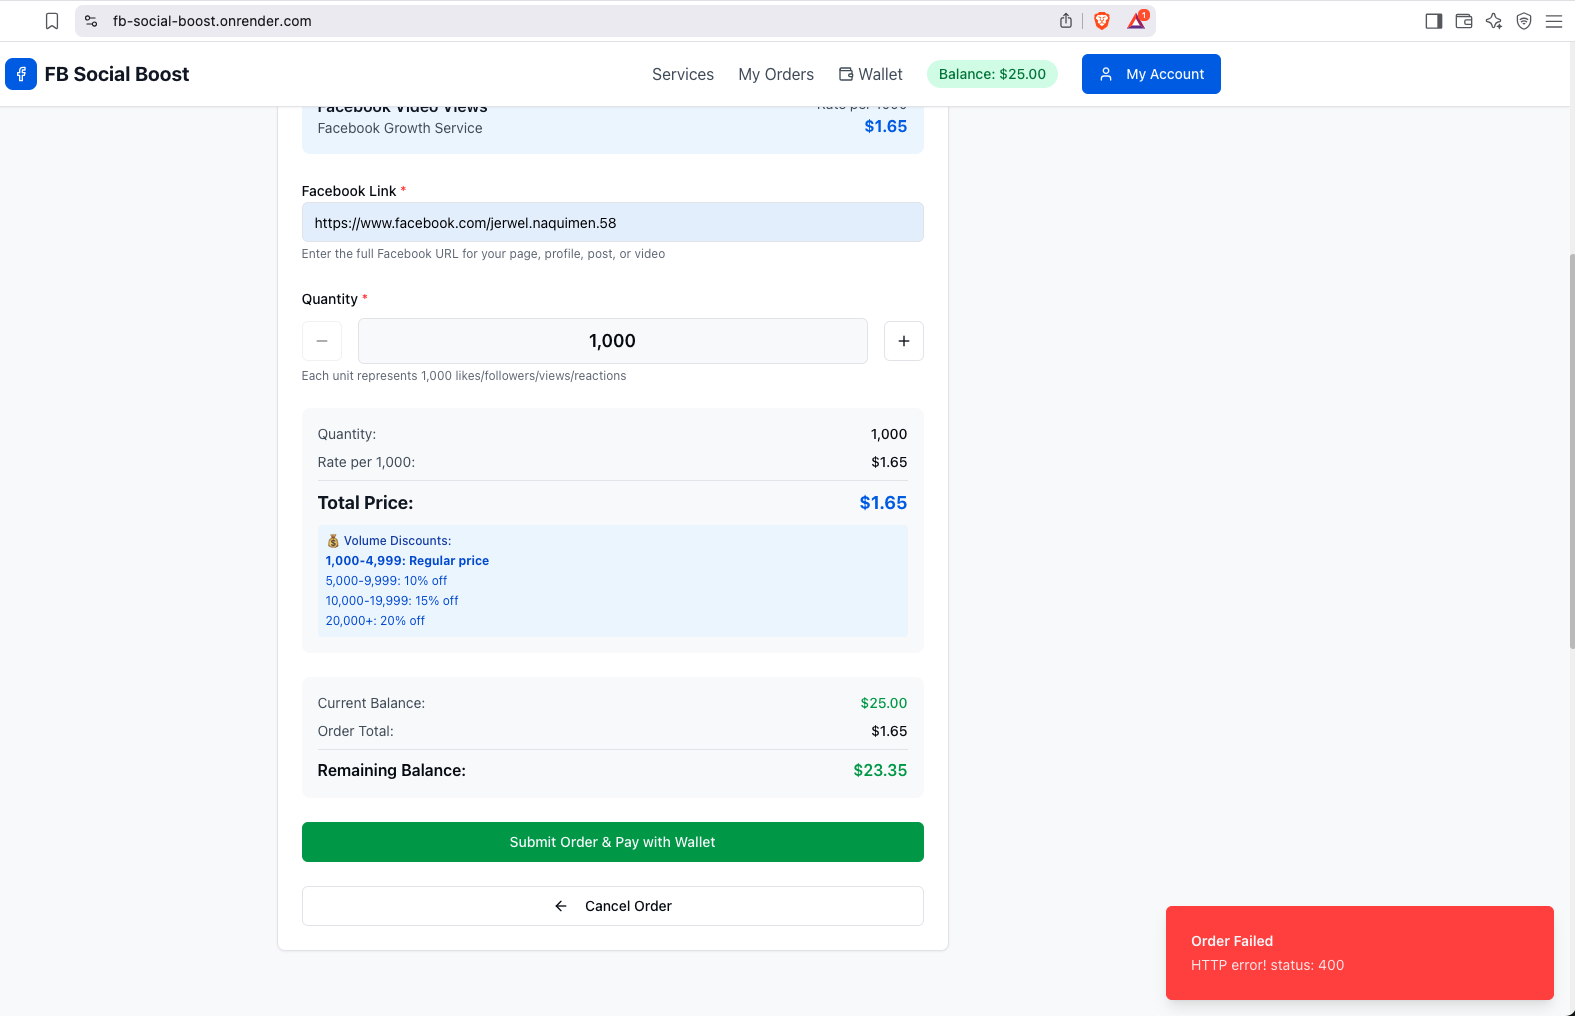 fb-social-boost.onrender.com
1
FB Social Boost
Services
My Orders
Wallet
Balance: $25.00
My Account
Facebook Video Views
Rate per 1000
Facebook Growth Service
$1.65
Facebook Link *
https://www.facebook.com/jerwel.naquimen.58
Enter the full Facebook URL for your page, profile, post, or video
Quantity *
1,000
Each unit represents 1,000 likes/followers/views/reactions
Quantity: 1,000
Rate per 1,000: $1.65
Total Price: $1.65
💰 Volume Discounts:
1,000-4,999: Regular price
5,000-9,999: 10% off
10,000-19,999: 15% off
20,000+: 20% off
Current Balance: $25.00
Order Total: $1.65
Remaining Balance: $23.35
Submit Order & Pay with Wallet
Cancel Order
Order Failed
HTTP error! status: 400